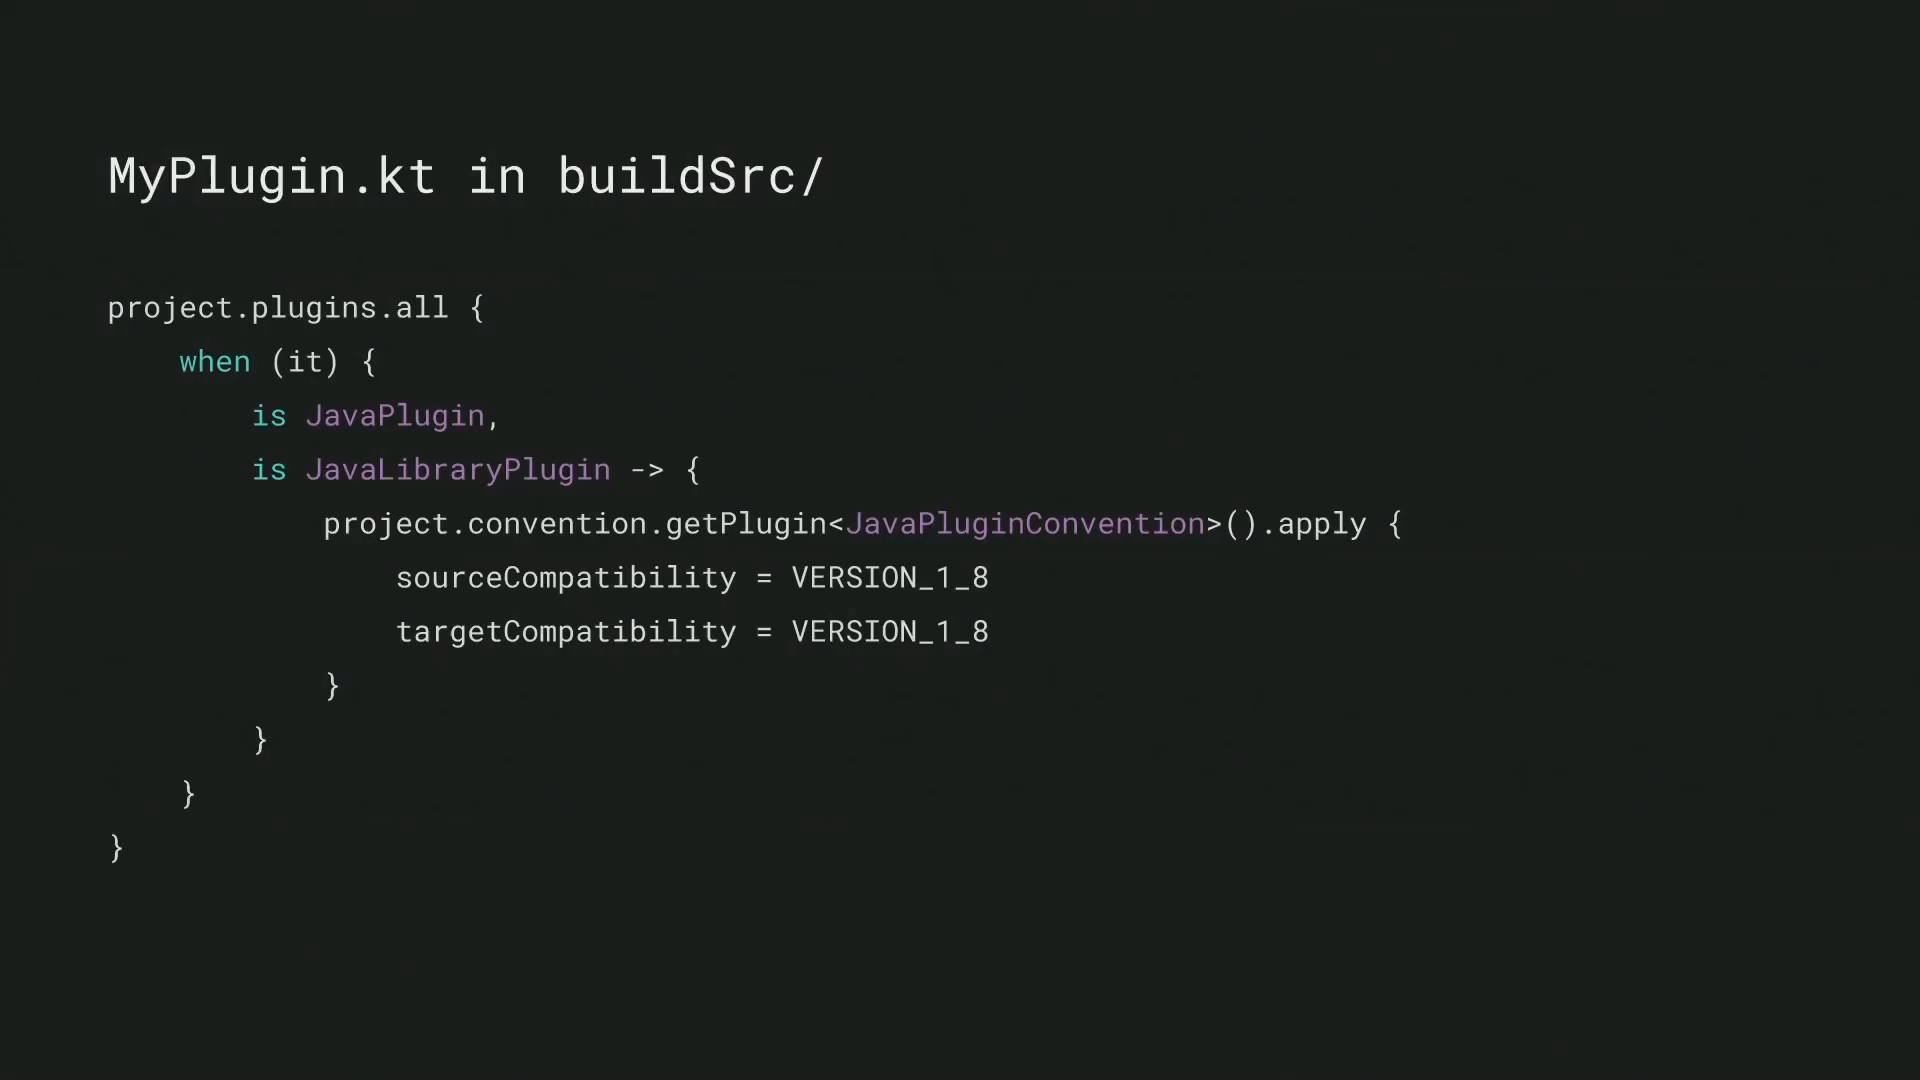 MyPlugin.kt in buildSrc/
project.plugins.all {
    when (it) {
        is JavaPlugin,
        is JavaLibraryPlugin -> {
            project.convention.getPlugin<JavaPluginConvention>().apply {
                sourceCompatibility = VERSION_1_8
                targetCompatibility = VERSION_1_8
            }
        }
    }
}